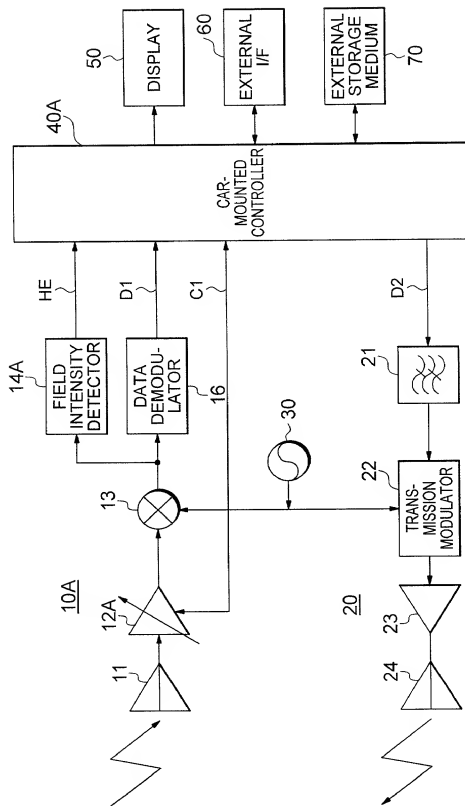 10A
11
12A
13
14A
FIELD
INTENSITY
DETECTOR
HE
DATA
DEMODU-
LATOR
16
D1
C1
40A
CAR-
MOUNTED
CONTROLLER
50
DISPLAY
60
EXTERNAL
I/F
70
EXTERNAL
STORAGE
MEDIUM
30
20
24
23
22
TRANS-
MISSION
MODULATOR
21
D2